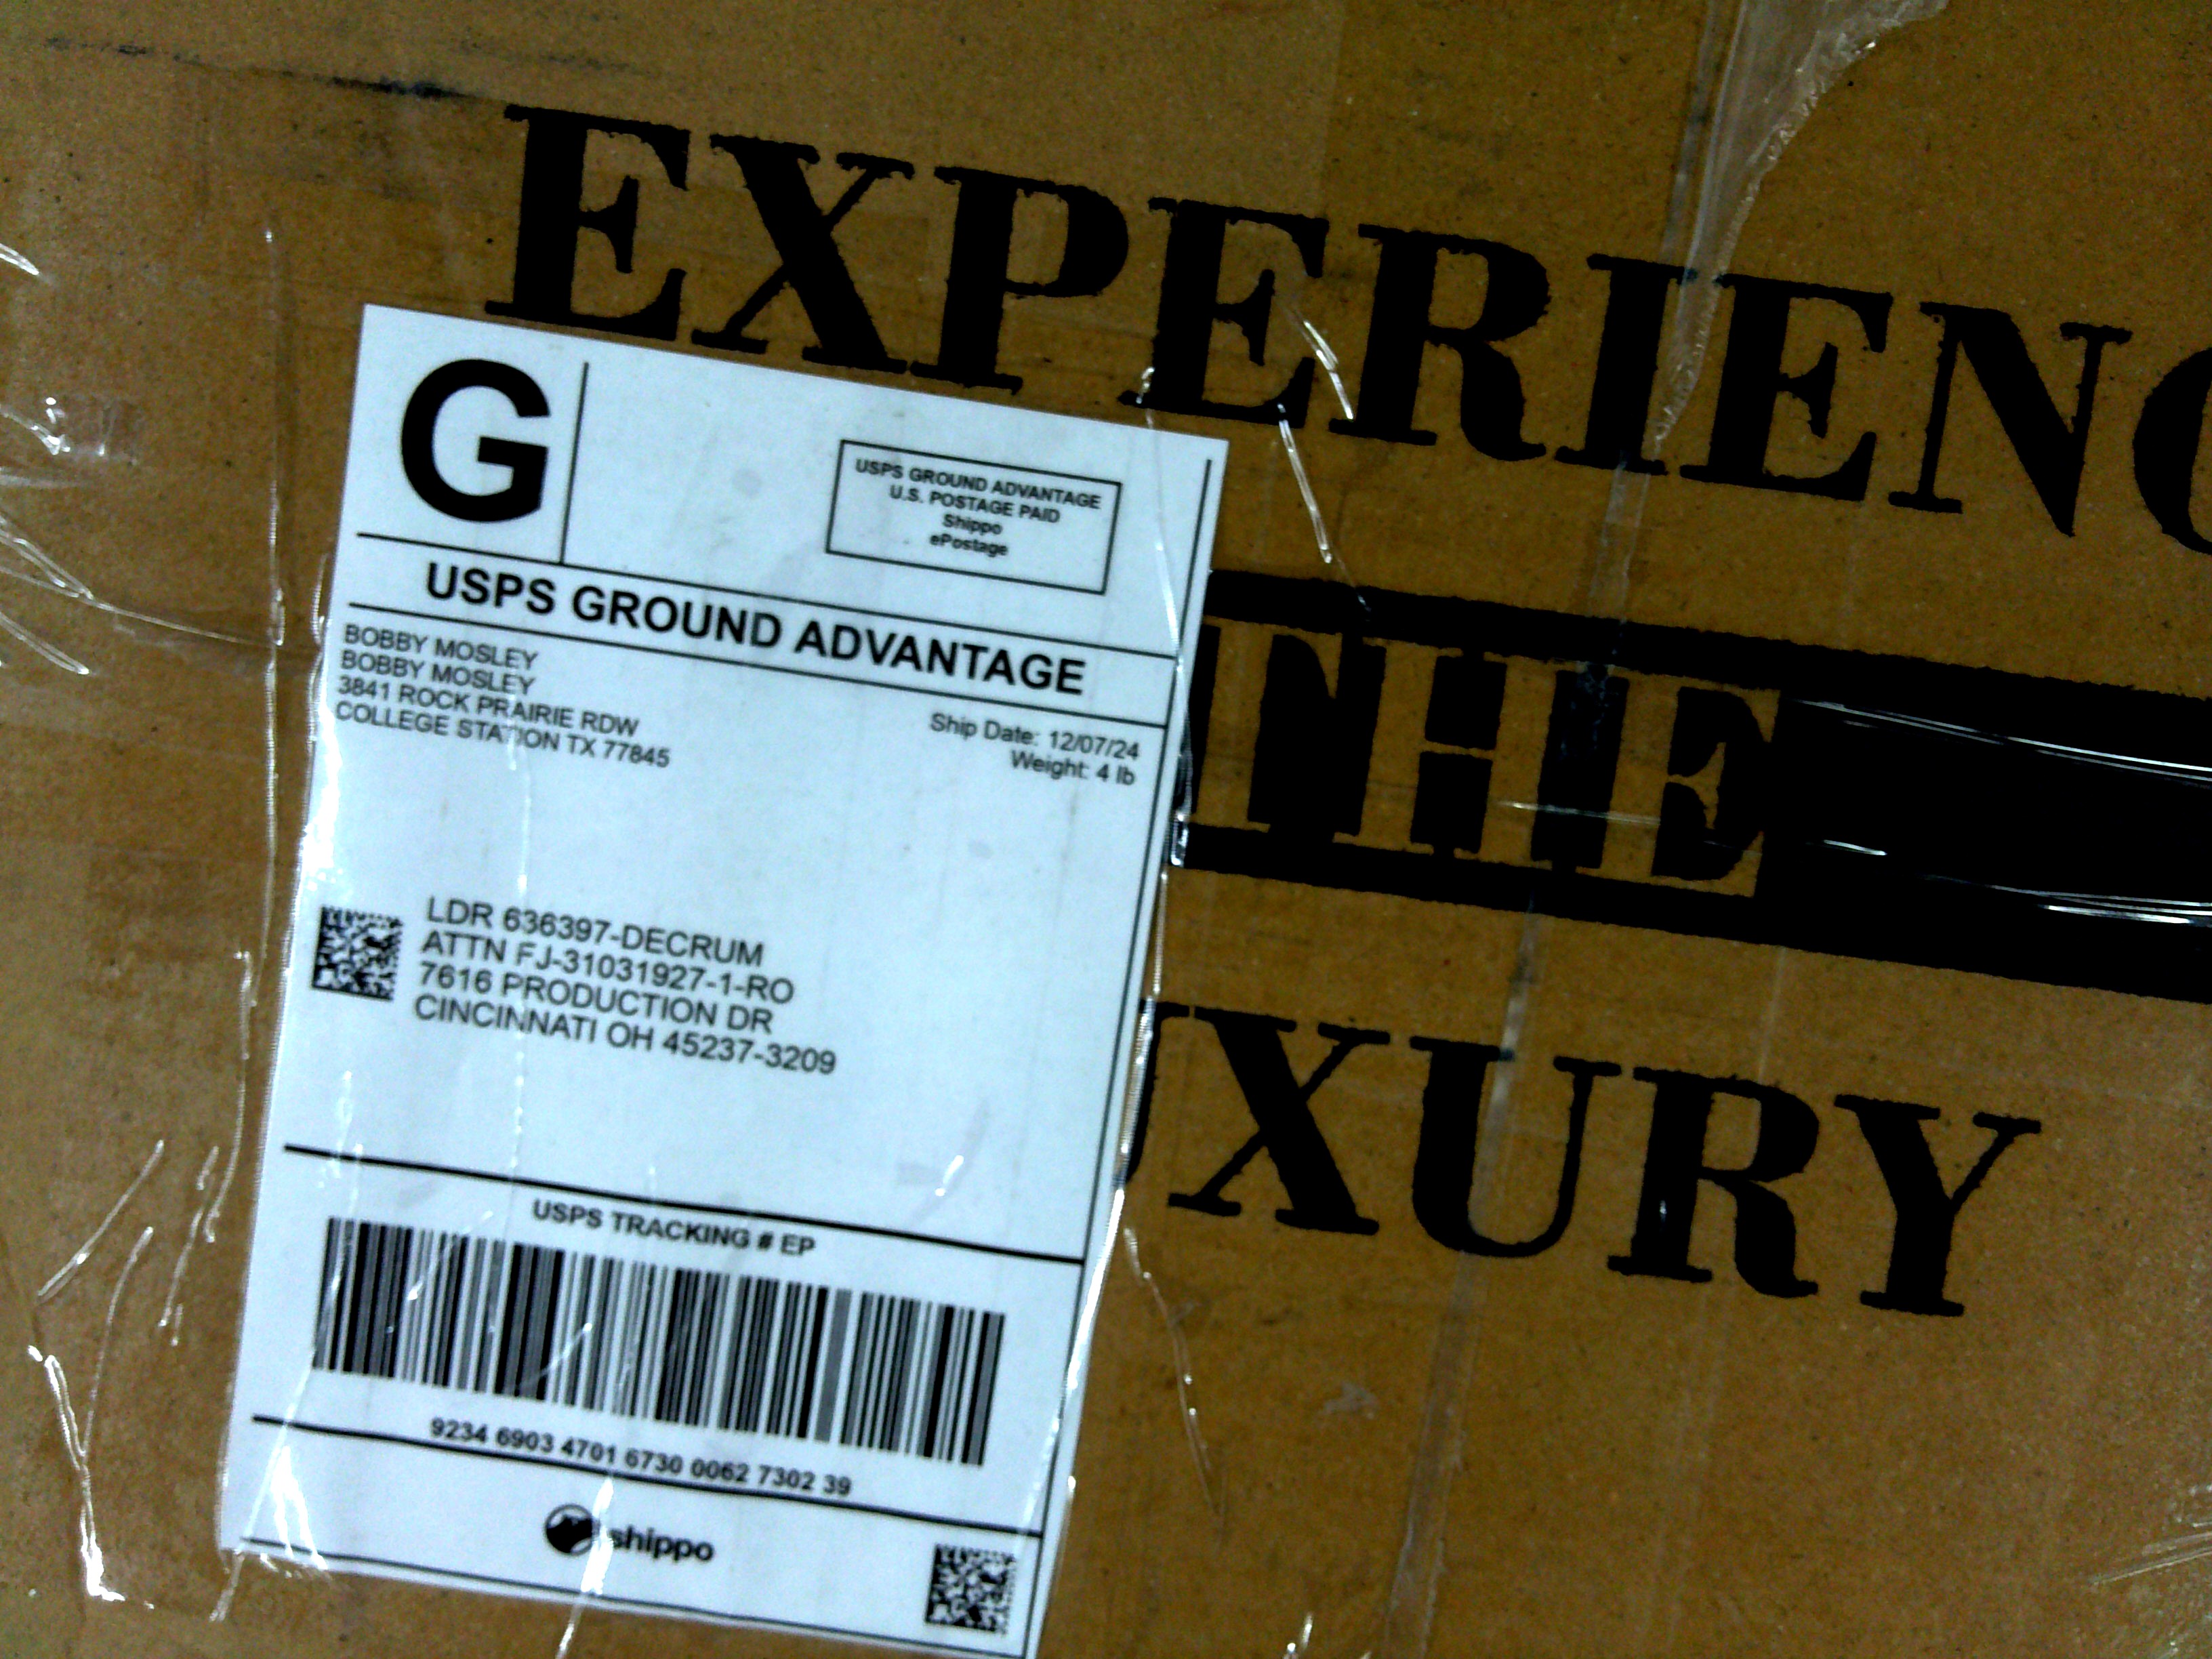 EXPERIENC
THE
UXURY
G
USPS GROUND ADVANTAGE
U.S. POSTAGE PAID
Shippo
ePostage
USPS GROUND ADVANTAGE
BOBBY MOSLEY
BOBBY MOSLEY
3841 ROCK PRAIRIE RDW
COLLEGE STATION TX 77845
Ship Date: 12/07/24
Weight: 4 lb
LDR 636397-DECRUM
ATTN FJ-31031927-1-RO
7616 PRODUCTION DR
CINCINNATI OH 45237-3209
USPS TRACKING # EP
9234 6903 4701 6730 0062 7302 39
shippo